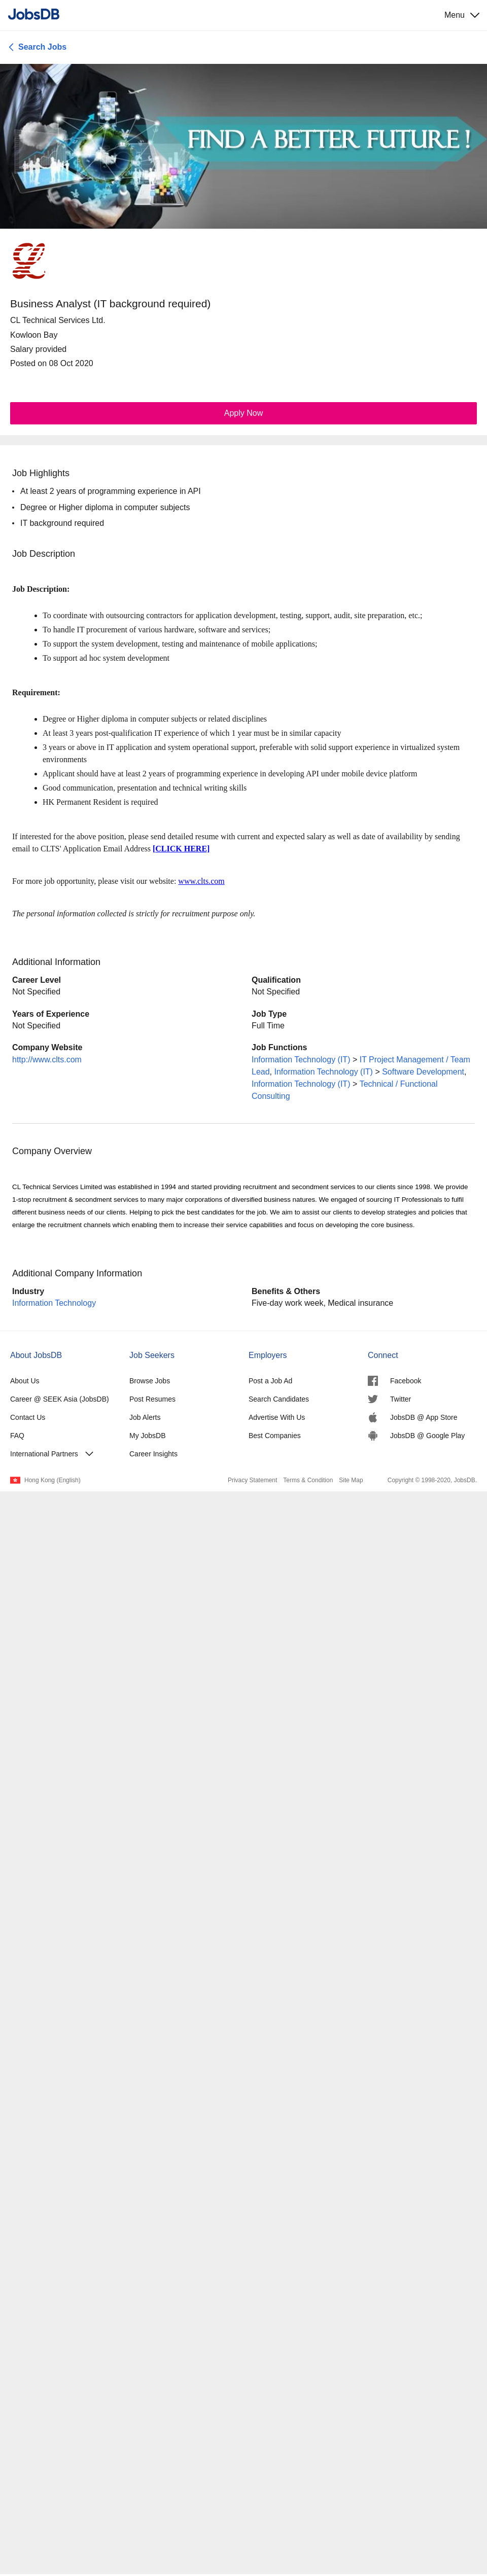 JobsDB
Menu
Search Jobs
FIND A BETTER FUTURE !
Business Analyst (IT background required)
CL Technical Services Ltd.
Kowloon Bay
Salary provided
Posted on 08 Oct 2020
Apply Now
Job Highlights
• At least 2 years of programming experience in API
• Degree or Higher diploma in computer subjects
• IT background required
Job Description
Job Description:
• To coordinate with outsourcing contractors for application development, testing, support, audit, site preparation, etc.;
• To handle IT procurement of various hardware, software and services;
• To support the system development, testing and maintenance of mobile applications;
• To support ad hoc system development
Requirement:
• Degree or Higher diploma in computer subjects or related disciplines
• At least 3 years post-qualification IT experience of which 1 year must be in similar capacity
• 3 years or above in IT application and system operational support, preferable with solid support experience in virtualized system
environments
• Applicant should have at least 2 years of programming experience in developing API under mobile device platform
• Good communication, presentation and technical writing skills
• HK Permanent Resident is required
If interested for the above position, please send detailed resume with current and expected salary as well as date of availability by sending
email to CLTS' Application Email Address [CLICK HERE]
For more job opportunity, please visit our website: www.clts.com
The personal information collected is strictly for recruitment purpose only.
Additional Information
Career Level
Not Specified
Qualification
Not Specified
Years of Experience
Not Specified
Job Type
Full Time
Company Website
http://www.clts.com
Job Functions
Information Technology (IT) > IT Project Management / Team
Lead, Information Technology (IT) > Software Development,
Information Technology (IT) > Technical / Functional
Consulting
Company Overview
CL Technical Services Limited was established in 1994 and started providing recruitment and secondment services to our clients since 1998. We provide
1-stop recruitment & secondment services to many major corporations of diversified business natures. We engaged of sourcing IT Professionals to fulfil
different business needs of our clients. Helping to pick the best candidates for the job. We aim to assist our clients to develop strategies and policies that
enlarge the recruitment channels which enabling them to increase their service capabilities and focus on developing the core business.
Additional Company Information
Industry
Information Technology
Benefits & Others
Five-day work week, Medical insurance
About JobsDB
About Us
Career @ SEEK Asia (JobsDB)
Contact Us
FAQ
International Partners
Job Seekers
Browse Jobs
Post Resumes
Job Alerts
My JobsDB
Career Insights
Employers
Post a Job Ad
Search Candidates
Advertise With Us
Best Companies
Connect
Facebook
Twitter
JobsDB @ App Store
JobsDB @ Google Play
Hong Kong (English)
Privacy Statement Terms & Condition Site Map
Copyright © 1998-2020, JobsDB.